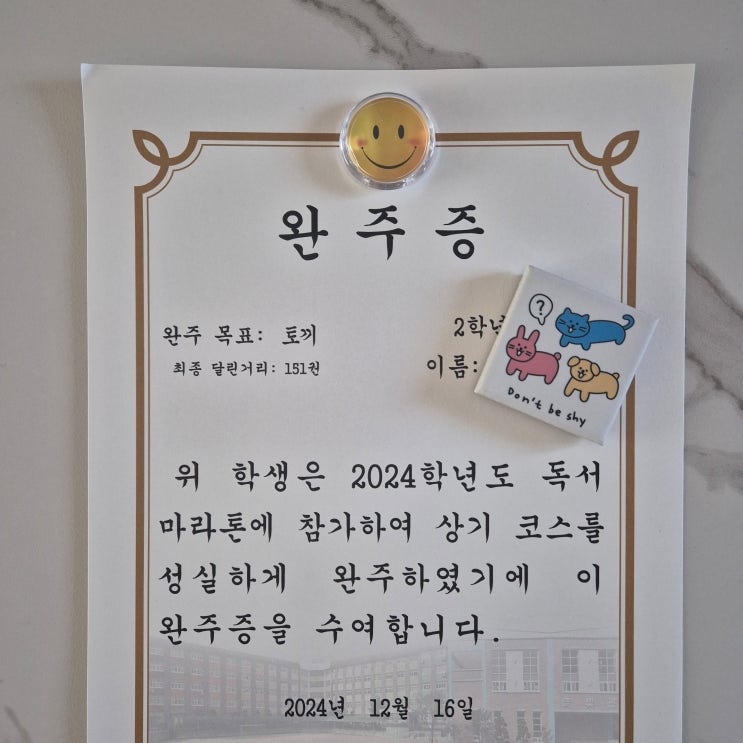 완 주 증
완주 목표: 토끼
최종 달린거리: 151권
2학년
이름:
?
Don't be shy
위 학생은 2024학년도 독서
마라톤에 참가하여 상기 코스를
성실하게 완주하였기에 이
완주증을 수여합니다.
2024년 12월 16일